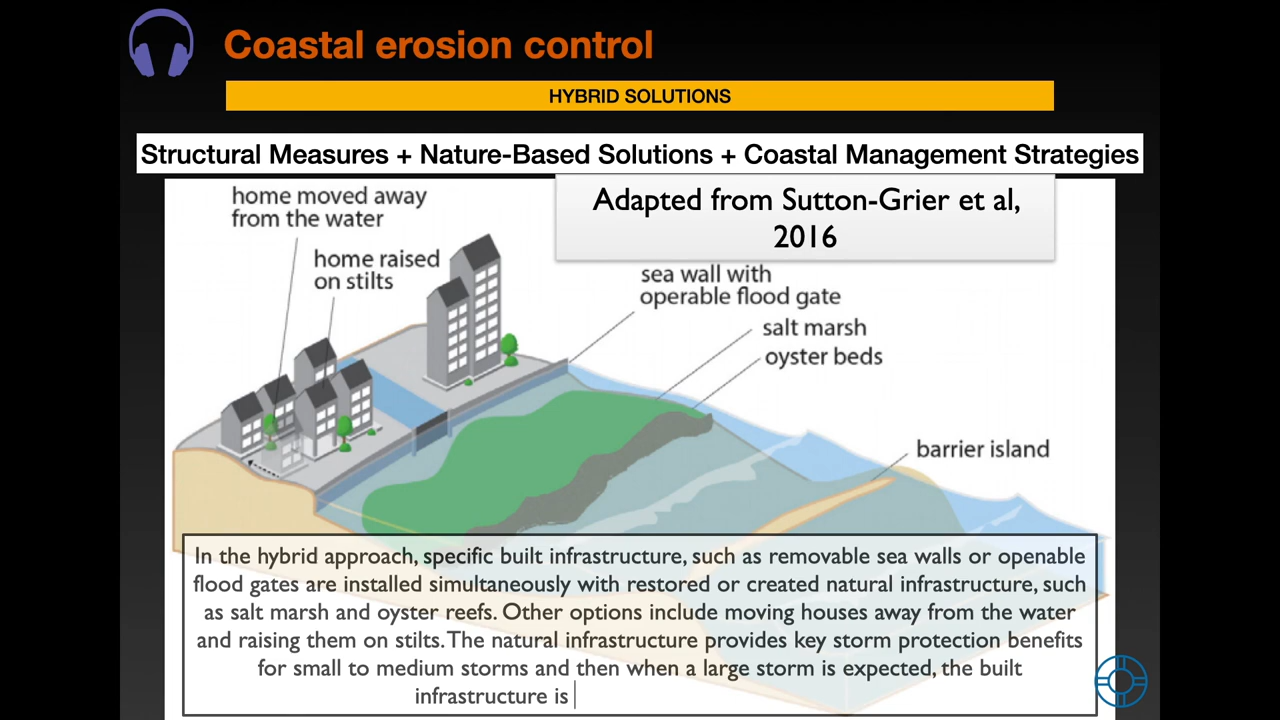 Coastal erosion control
HYBRID SOLUTIONS
Structural Measures + Nature-Based Solutions + Coastal Management Strategies
Adapted from Sutton-Grier et al,
2016
home moved away
from the water
home raised
on stilts
sea wall with
operable flood gate
salt marsh
oyster beds
barrier island
In the hybrid approach, specific built infrastructure, such as removable sea walls or openable
flood gates are installed simultaneously with restored or created natural infrastructure, such
as salt marsh and oyster reefs. Other options include moving houses away from the water
and raising them on stilts. The natural infrastructure provides key storm protection benefits
for small to medium storms and then when a large storm is expected, the built
infrastructure is